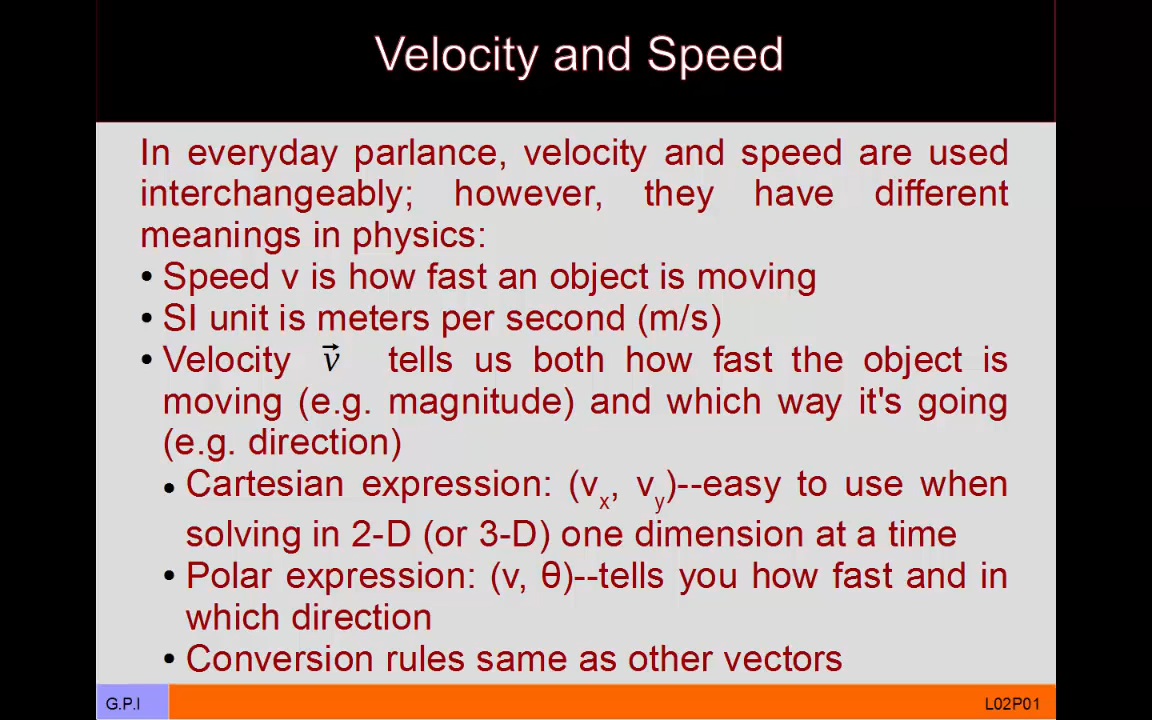 Velocity and Speed
In everyday parlance, velocity and speed are used
interchangeably; however, they have different
meanings in physics:
• Speed v is how fast an object is moving
• SI unit is meters per second (m/s)
• Velocity v⃗ tells us both how fast the object is
moving (e.g. magnitude) and which way it's going
(e.g. direction)
• Cartesian expression: (vₓ, v_y)--easy to use when
solving in 2-D (or 3-D) one dimension at a time
• Polar expression: (v, θ)--tells you how fast and in
which direction
• Conversion rules same as other vectors
G.P.I
L02P01